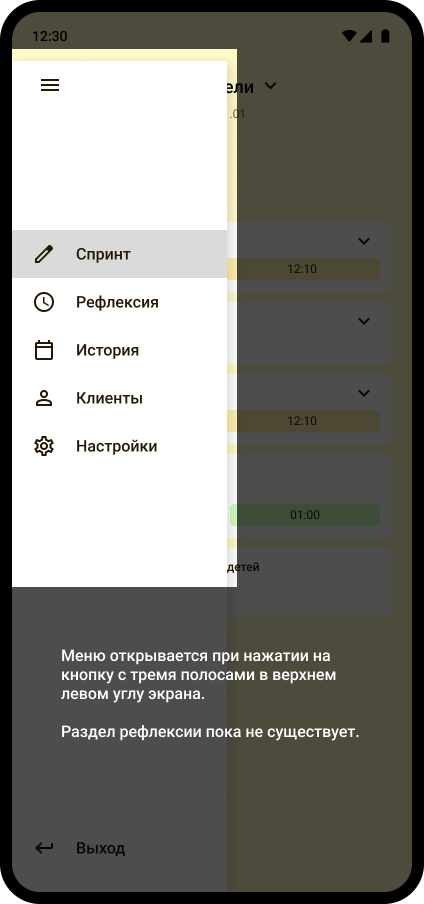 12:30
ели
.01
Спринт
12:10
Рефлексия
История
Клиенты
12:10
Настройки
01:00
детей
Меню открывается при нажатии на
кнопку с тремя полосами в верхнем
левом углу экрана.
Раздел рефлексии пока не существует.
Выход